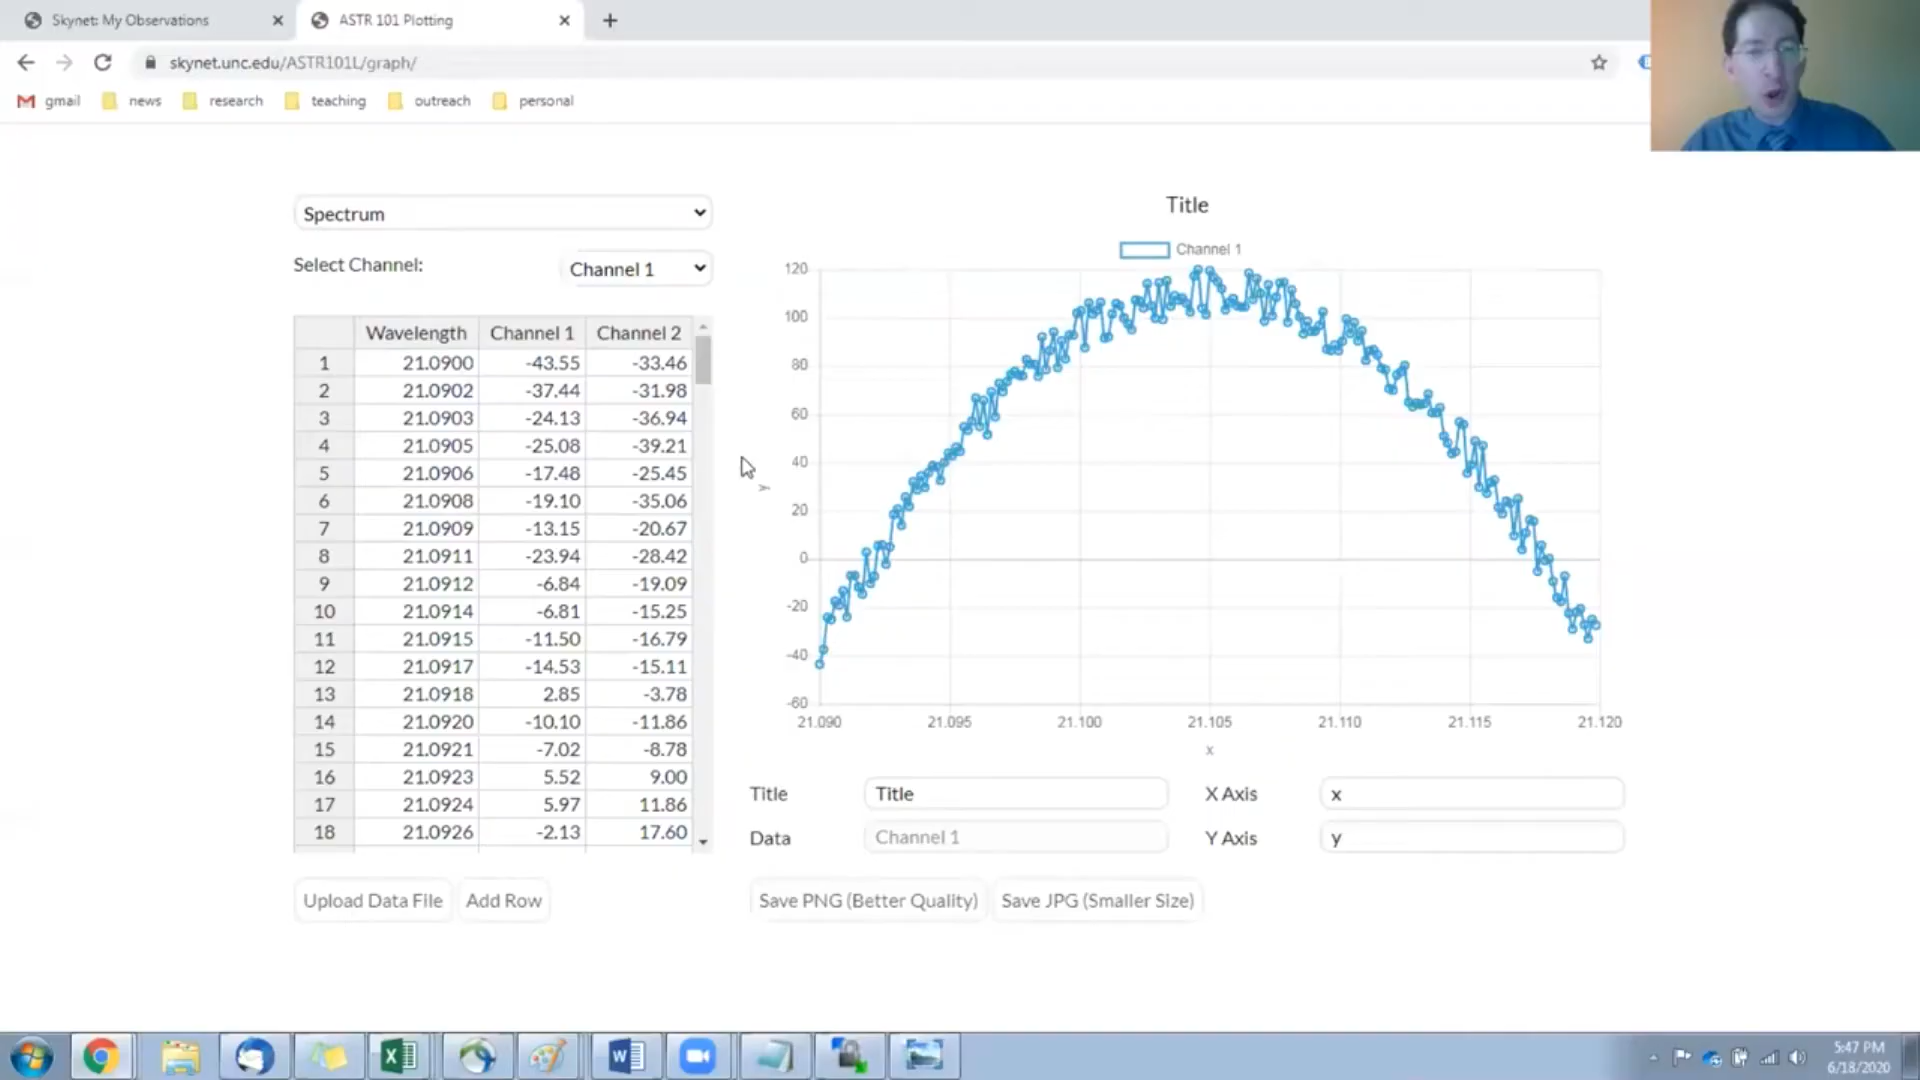 Skynet: My Observations
ASTR 101 Plotting
skynet.unc.edu/ASTR101L/graph/
gmail news research teaching outreach personal
Spectrum
Select Channel: Channel 1
Wavelength Channel 1 Channel 2
1 21.0900 -43.55 -33.46
2 21.0902 -37.44 -31.98
3 21.0903 -24.13 -36.94
4 21.0905 -25.08 -39.21
5 21.0906 -17.48 -25.45
6 21.0908 -19.10 -35.06
7 21.0909 -13.15 -20.67
8 21.0911 -23.94 -28.42
9 21.0912 -6.84 -19.09
10 21.0914 -6.81 -15.25
11 21.0915 -11.50 -16.79
12 21.0917 -14.53 -15.11
13 21.0918 2.85 -3.78
14 21.0920 -10.10 -11.86
15 21.0921 -7.02 -8.78
16 21.0923 5.52 9.00
17 21.0924 5.97 11.86
18 21.0926 -2.13 17.60
Upload Data File
Add Row
Title
Channel 1
120
100
80
60
40
20
0
-20
-40
-60
y
21.090 21.095 21.100 21.105 21.110 21.115 21.120
x
Title Title X Axis x
Data Channel 1 Y Axis y
Save PNG (Better Quality)
Save JPG (Smaller Size)
5:47 PM
6/18/2020